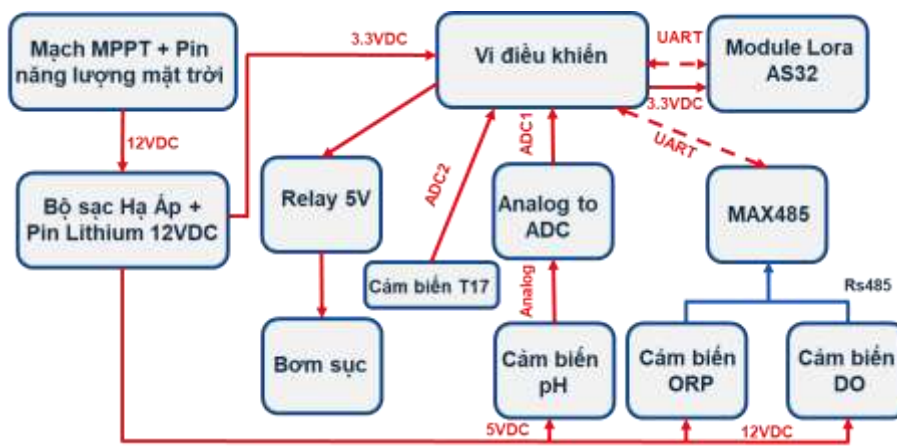 Mạch MPPT + Pin
năng lượng mặt trời
3.3VDC
Vi điều khiển
UART
3.3VDC
Module Lora
AS32
12VDC
Bộ sạc Hạ Áp +
Pin Lithium 12VDC
Relay 5V
ADC2
ADC1
UART
Analog to
ADC
MAX485
Cảm biến T17
Analog
Rs485
Bơm sục
Cảm biến
pH
Cảm biến
ORP
Cảm biến
DO
5VDC
12VDC